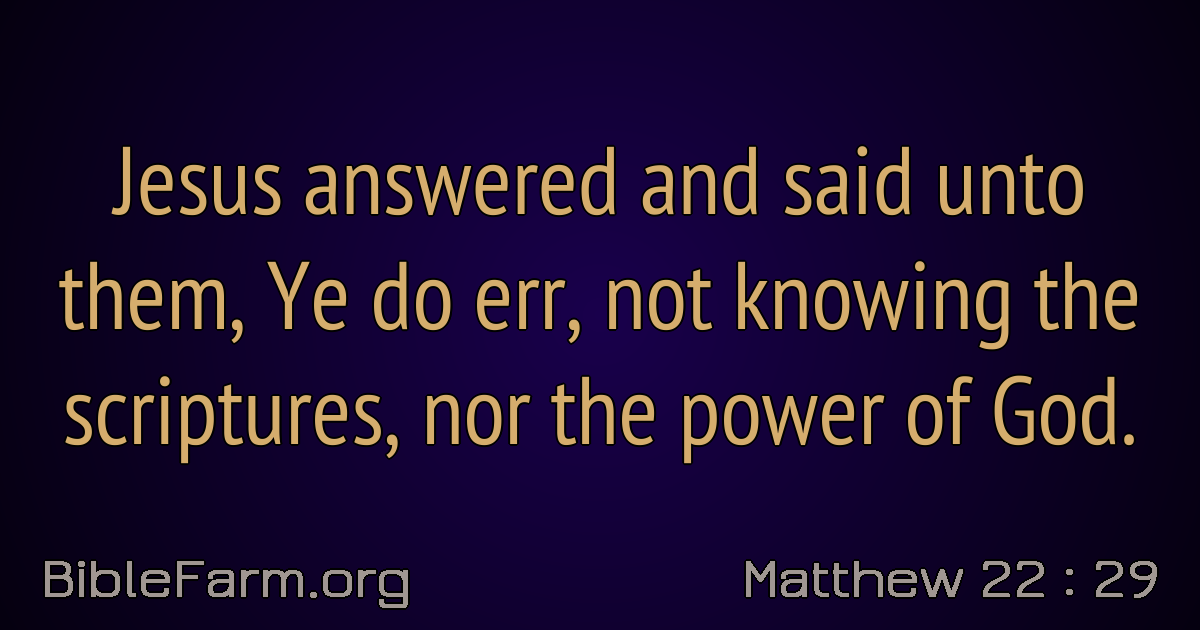 Jesus answered and said unto
them, Ye do err, not knowing the
scriptures, nor the power of God.
BibleFarm.org
Matthew 22 : 29